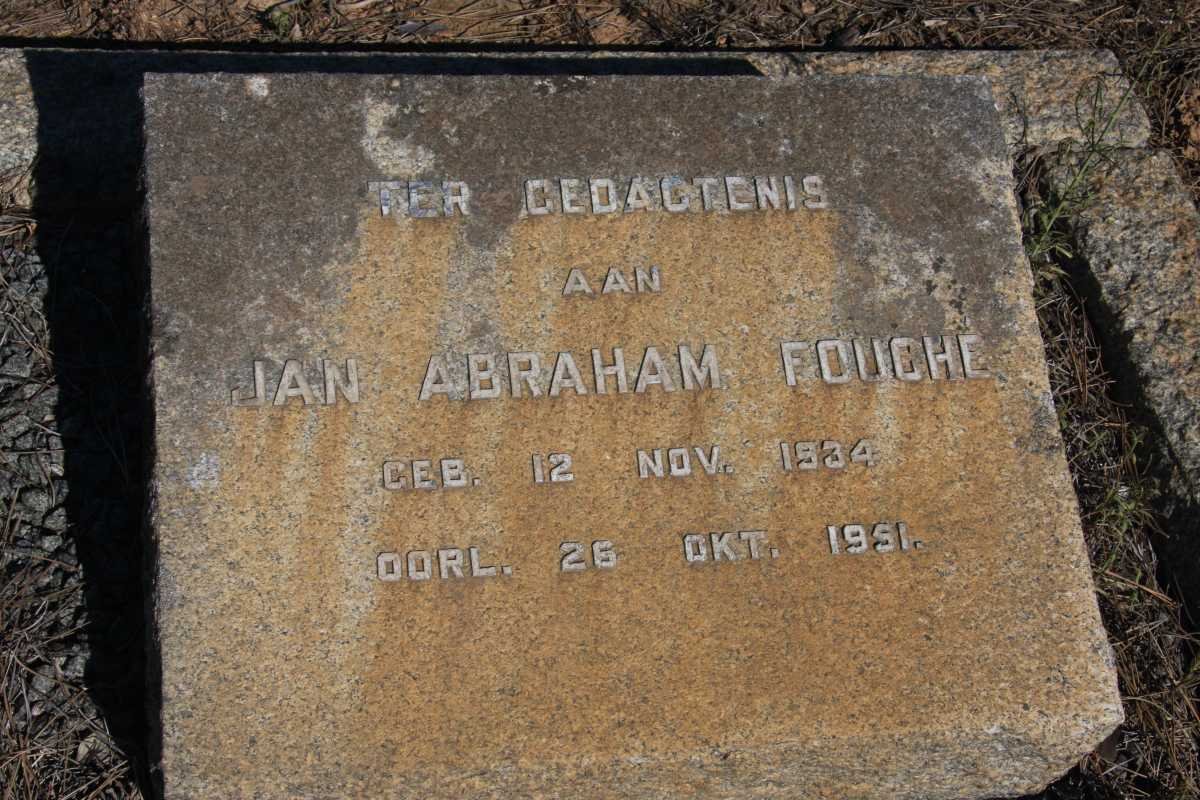 TER GEDAGTENIS
AAN
JAN ABRAHAM FOUCHE
GEB. 12 NOV. 1934
OORL. 26 OKT. 1951.